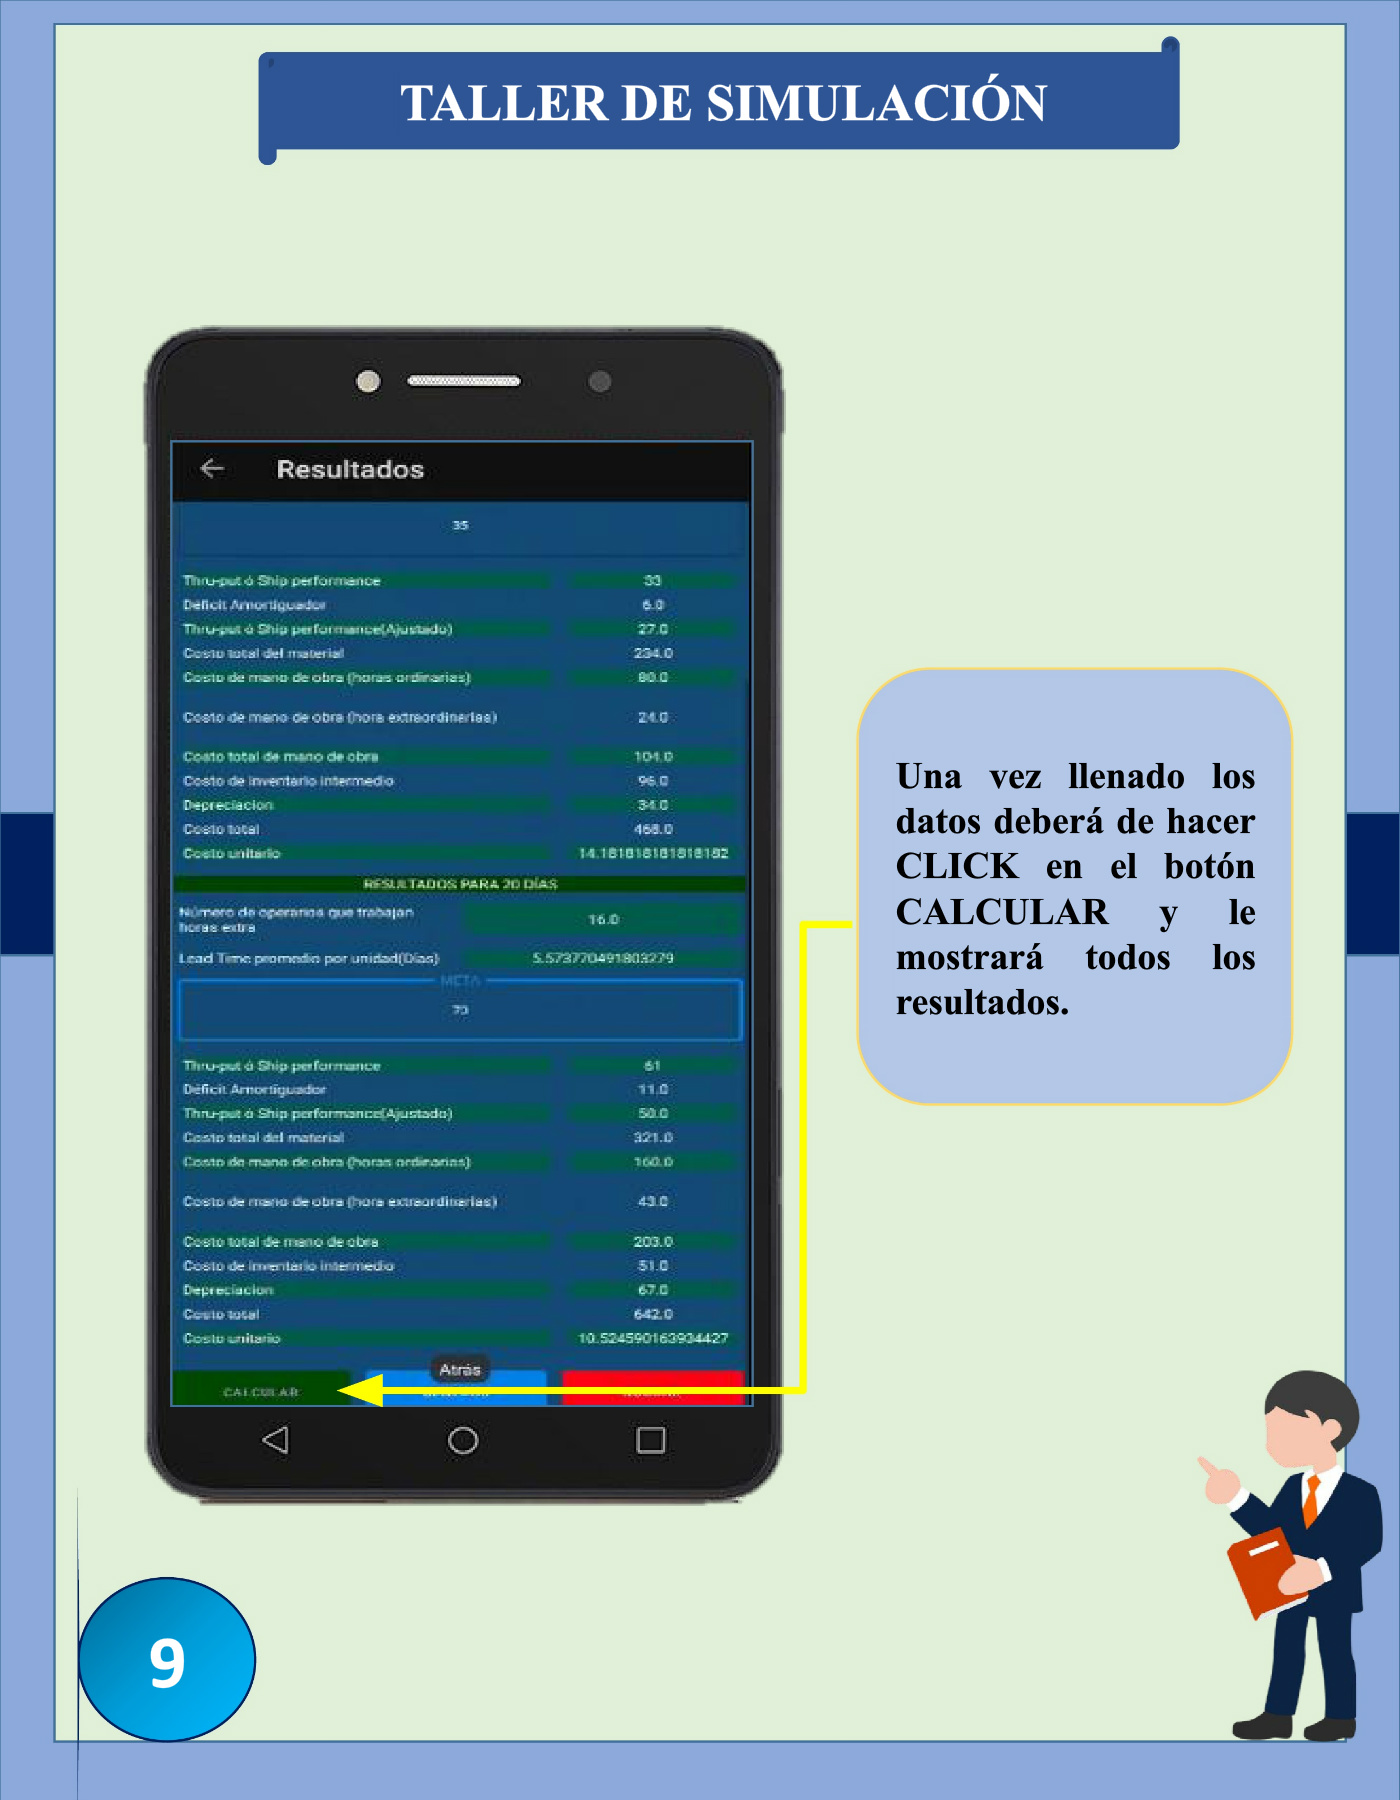 TALLER DE SIMULACIÓN
Resultados
35
Thru-put ó Ship performance 33
Déficit Amortiguador 6.0
Thru-put ó Ship performance(Ajustado) 27.0
Costo total del material 234.0
Costo de mano de obra (horas ordinarias) 80.0
Costo de mano de obra (hora extraordinarias) 24.0
Costo total de mano de obra 104.0
Costo de inventario intermedio 96.0
Depreciacion 34.0
Costo total 468.0
Costo unitario 14.181818181818182
RESULTADOS PARA 20 DÍAS
Número de operarios que trabajan
horas extra 16.0
Lead Time promedio por unidad(Días) 5.573770491803279
META
70
Thru-put ó Ship performance 61
Déficit Amortiguador 11.0
Thru-put ó Ship performance(Ajustado) 50.0
Costo total del material 321.0
Costo de mano de obra (horas ordinarias) 160.0
Costo de mano de obra (hora extraordinarias) 43.0
Costo total de mano de obra 203.0
Costo de inventario intermedio 51.0
Depreciacion 67.0
Costo total 642.0
Costo unitario 10.524590163934427
Atrás
CALCULAR
Una vez llenado los
datos deberá de hacer
CLICK en el botón
CALCULAR y le
mostrará todos los
resultados.
9